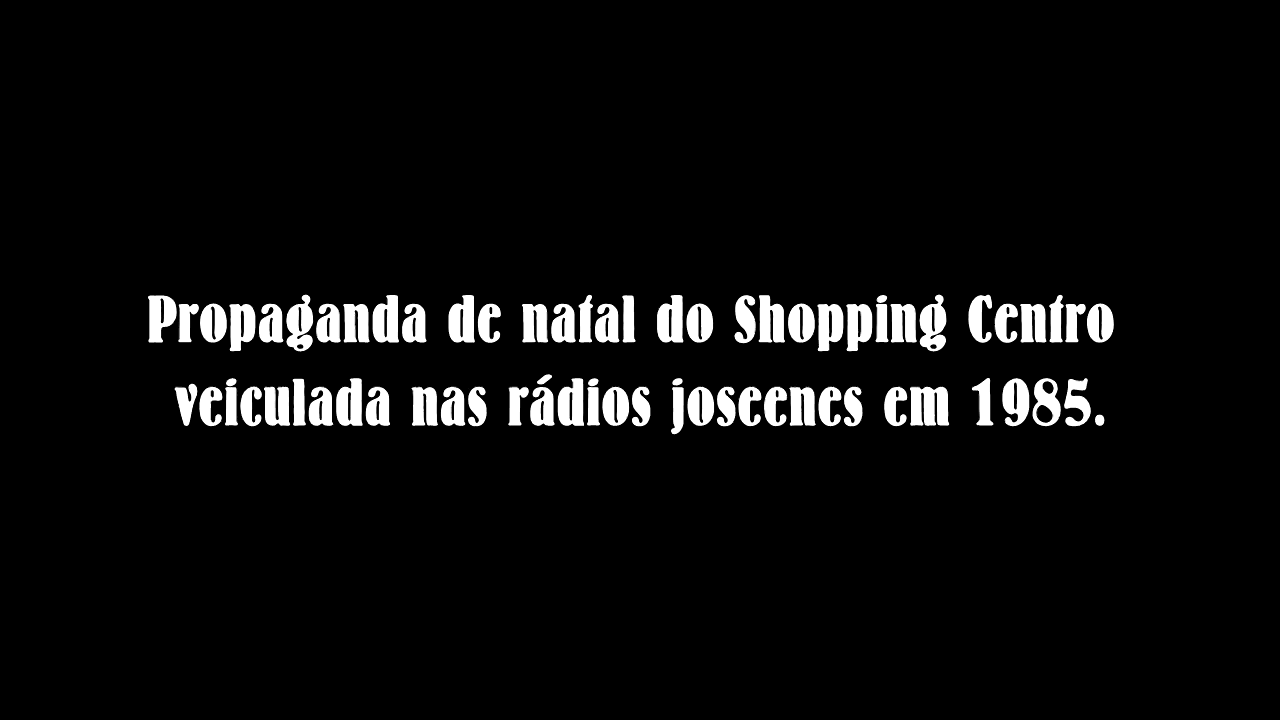 Propaganda de natal do Shopping Centro
veiculada nas rádios joseenes em 1985.